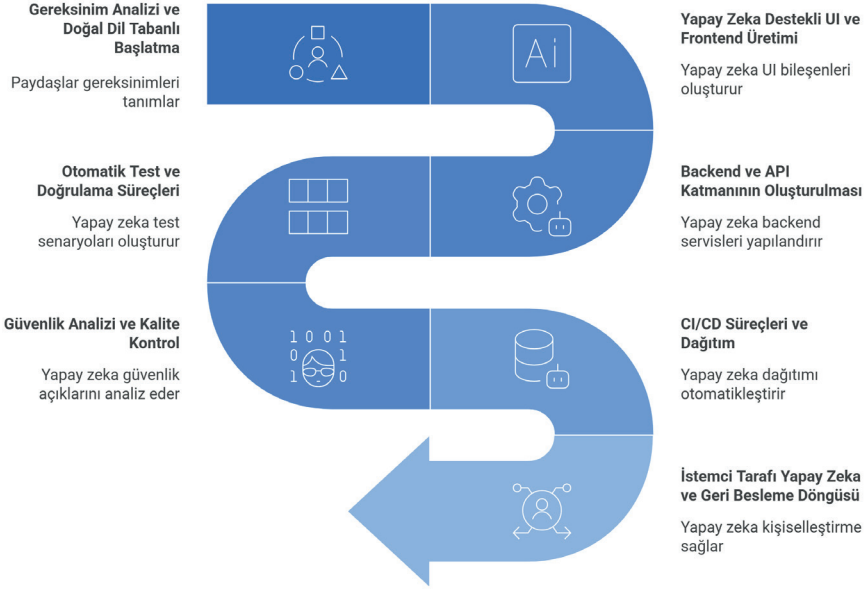 Gereksinim Analizi ve
Doğal Dil Tabanlı
Başlatma
Paydaşlar gereksinimleri
tanımlar
Ai
Yapay Zeka Destekli UI ve
Frontend Üretimi
Yapay zeka UI bileşenleri
oluşturur
Backend ve API
Katmanının Oluşturulması
Yapay zeka backend
servisleri yapılandırır
Otomatik Test ve
Doğrulama Süreçleri
Yapay zeka test
senaryoları oluşturur
Güvenlik Analizi ve Kalite
Kontrol
Yapay zeka güvenlik
açıklarını analiz eder
1 0 0 1
0 1
1 0
CI/CD Süreçleri ve
Dağıtım
Yapay zeka dağıtımı
otomatikleştirir
İstemci Tarafı Yapay Zeka
ve Geri Besleme Döngüsü
Yapay zeka kişiselleştirme
sağlar